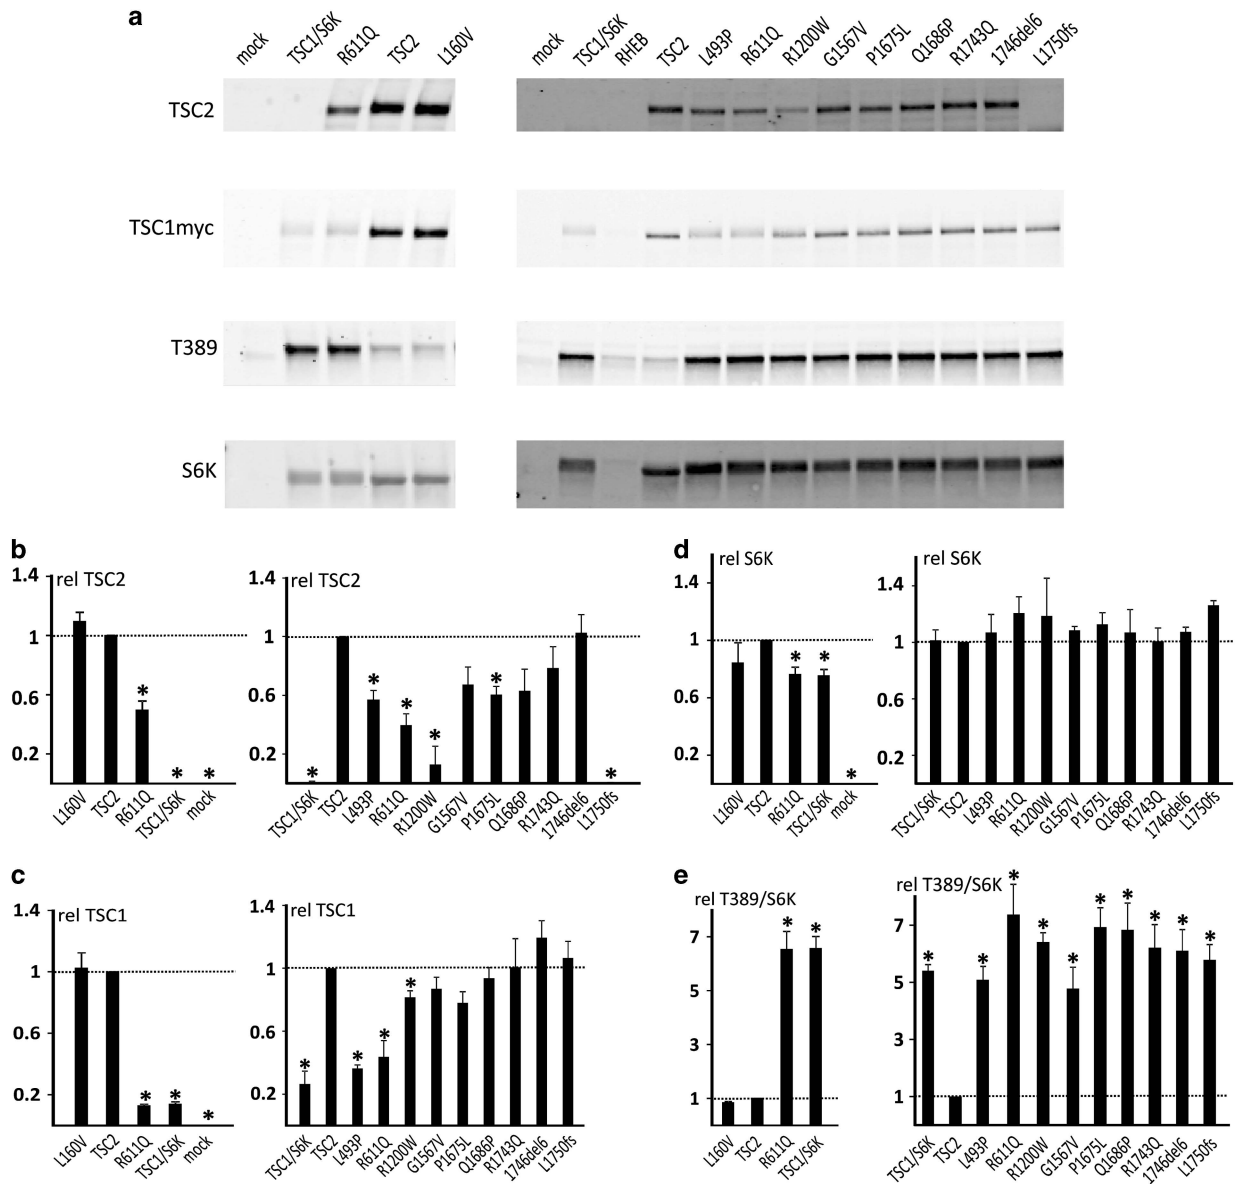 a
mock TSC1/S6K R611Q TSC2 L160V
mock TSC1/S6K RHEB TSC2 L493P R611Q R1200W G1567V P1675L Q1686P R1743Q 1746del6 L1750fs
TSC2
TSC1myc
T389
S6K
b
rel TSC2
1.4
1
0.6
0.2
* * *
L160V TSC2 R611Q TSC1/S6K mock
rel TSC2
1.4
1
0.6
0.2
* * * * * *
TSC1/S6K TSC2 L493P R611Q R1200W G1567V P1675L Q1686P R1743Q 1746del6 L1750fs
c
rel TSC1
1.4
1
0.6
0.2
* * *
L160V TSC2 R611Q TSC1/S6K mock
rel TSC1
1.4
1
0.6
0.2
* * * *
TSC1/S6K TSC2 L493P R611Q R1200W G1567V P1675L Q1686P R1743Q 1746del6 L1750fs
d
rel S6K
1.4
1
0.6
0.2
* * *
L160V TSC2 R611Q TSC1/S6K mock
rel S6K
1.4
1
0.6
0.2
TSC1/S6K TSC2 L493P R611Q R1200W G1567V P1675L Q1686P R1743Q 1746del6 L1750fs
e
rel T389/S6K
7
5
3
1
* *
L160V TSC2 R611Q TSC1/S6K
rel T389/S6K
7
5
3
1
* * * * * * * * * *
TSC1/S6K TSC2 L493P R611Q R1200W G1567V P1675L Q1686P R1743Q 1746del6 L1750fs